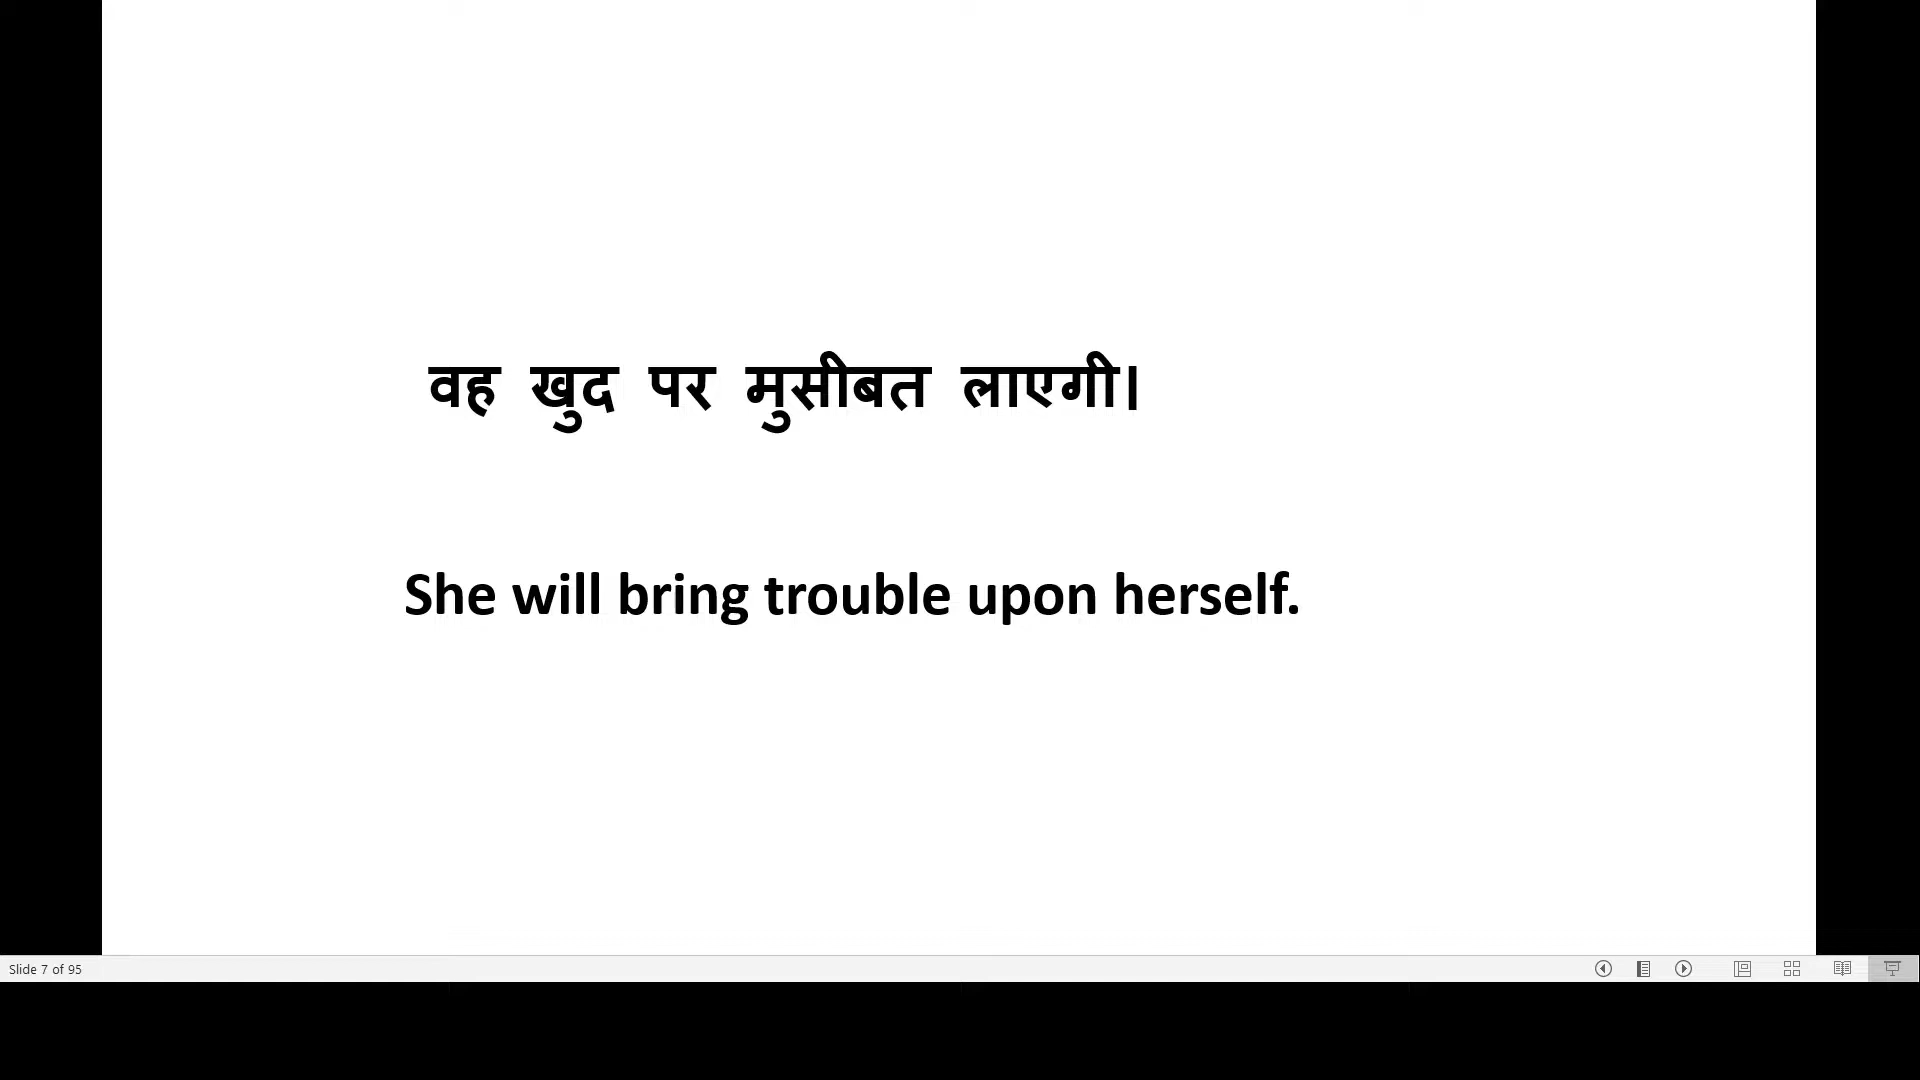 वह खुद पर मुसीबत लाएगी।
She will bring trouble upon herself.
Slide 7 of 95